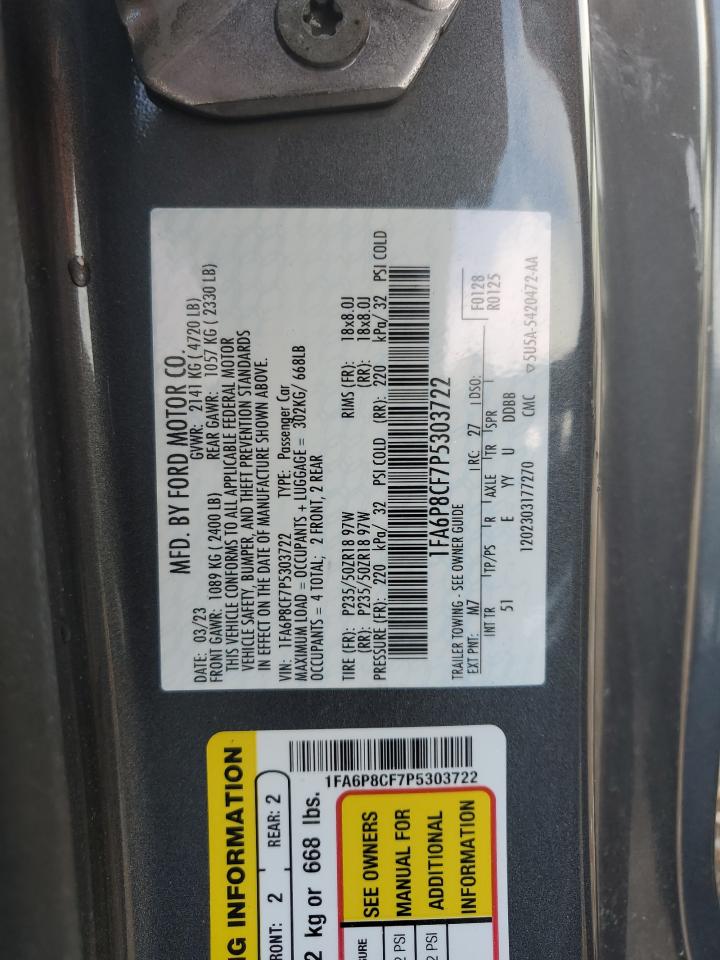 MFD. BY FORD MOTOR CO.
DATE: 03/23 GVWR: 2141 KG ( 4720 LB)
FRONT GAWR: 1089 KG ( 2400 LB) REAR GAWR: 1057 KG ( 2330 LB)
THIS VEHICLE CONFORMS TO ALL APPLICABLE FEDERAL MOTOR
VEHICLE SAFETY, BUMPER, AND THEFT PREVENTION STANDARDS
IN EFFECT ON THE DATE OF MANUFACTURE SHOWN ABOVE.
VIN: 1FA6P8CF7P5303722 TYPE: Passenger Car
MAXIMUM LOAD = OCCUPANTS + LUGGAGE = 302KG/ 668LB
OCCUPANTS = 4 TOTAL; 2 FRONT, 2 REAR
TIRE (FR): P235/50ZR18 97W RIMS (FR): 18x8.0J
(RR): P235/50ZR18 97W (RR): 18x8.0J
PRESSURE (FR): 220 kPa/ 32 PSI COLD (RR): 220 kPa/ 32 PSI COLD
1FA6P8CF7P5303722
TRAILER TOWING - SEE OWNER GUIDE
EXT PNT: M7 RC: 27 DSO: F0128
R0125
INT TR TP/PS R AXLE TR SPR
51 E YY U DDBB
1202303177270 CMC ▽5U5A-5420472-AA
NG INFORMATION
1FA6P8CF7P5303722
RONT: 2 REAR: 2
2 kg or 668 lbs.
SURE
2 PSI
2 PSI
SEE OWNERS
MANUAL FOR
ADDITIONAL
INFORMATION